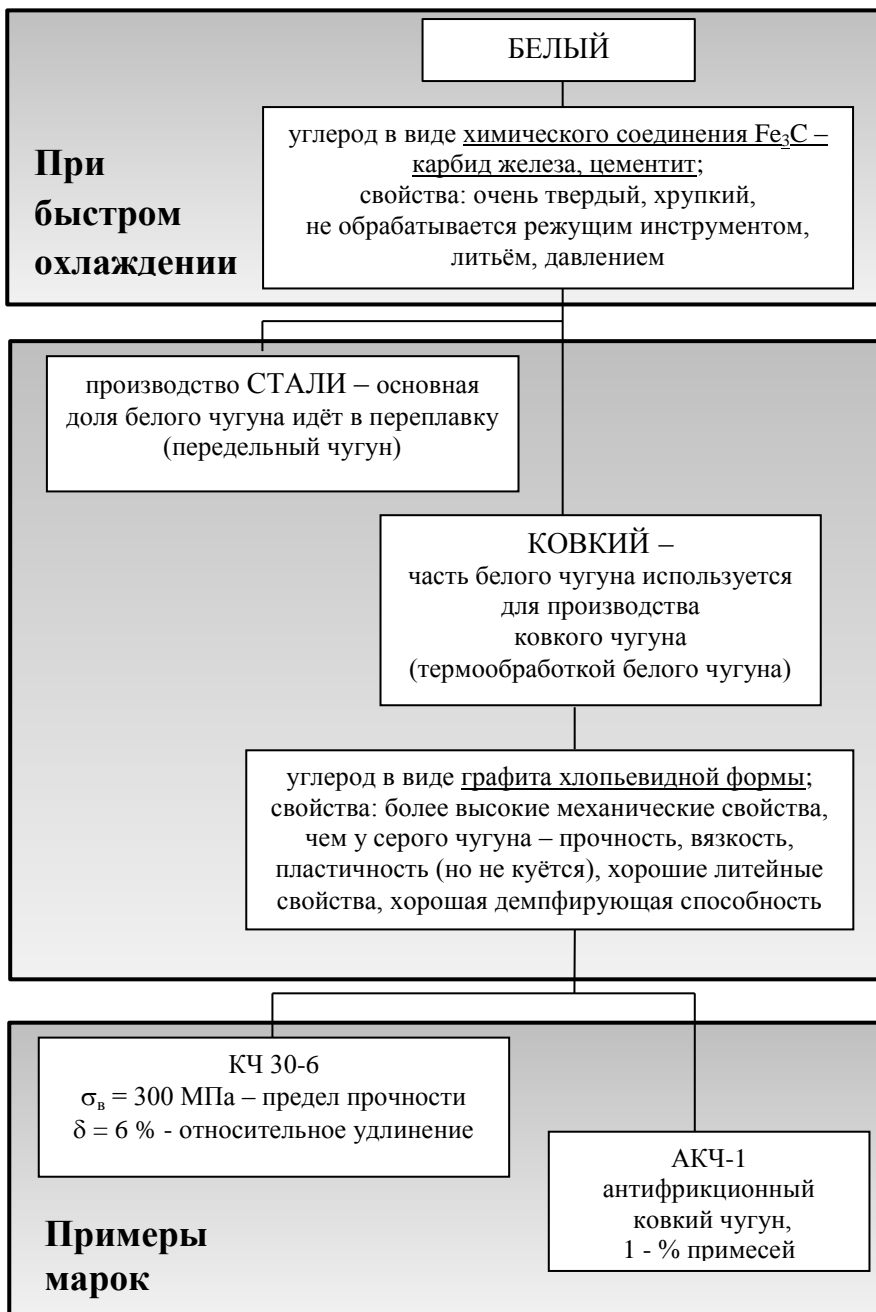 БЕЛЫЙ
При
быстром
охлаждении
углерод в виде химического соединения Fe₃C –
карбид железа, цементит;
свойства: очень твердый, хрупкий,
не обрабатывается режущим инструментом,
литьём, давлением
производство СТАЛИ – основная
доля белого чугуна идёт в переплавку
(передельный чугун)
КОВКИЙ –
часть белого чугуна используется
для производства
ковкого чугуна
(термообработкой белого чугуна)
углерод в виде графита хлопьевидной формы;
свойства: более высокие механические свойства,
чем у серого чугуна – прочность, вязкость,
пластичность (но не куётся), хорошие литейные
свойства, хорошая демпфирующая способность
КЧ 30-6
σв = 300 МПа – предел прочности
δ = 6 % - относительное удлинение
АКЧ-1
антифрикционный
ковкий чугун,
1 - % примесей
Примеры
марок